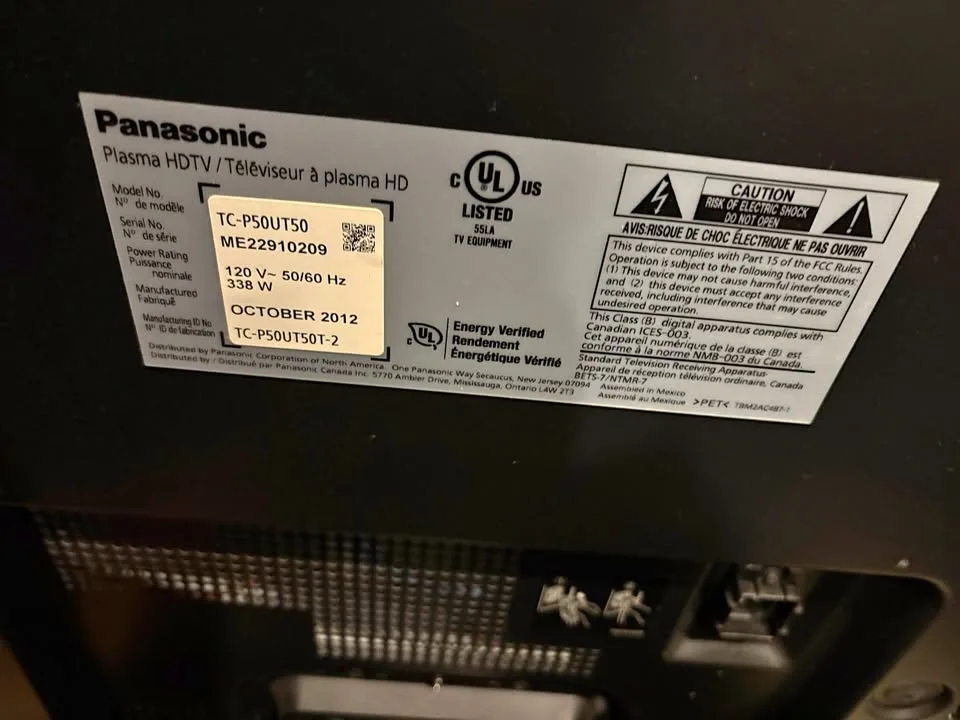 Panasonic
Plasma HDTV / Téléviseur à plasma HD
Model No.
Nº de modèle
TC-P50UT50
Serial No.
Nº de série
ME22910209
Power Rating
Puissance
nominale
120 V~ 50/60 Hz
338 W
Manufactured
Fabriqué
OCTOBER 2012
Manufacturing ID No.
Nº ID de fabrication
TC-P50UT50T-2
Distributed by Panasonic Corporation of North America. One Panasonic Way Secaucus, New Jersey 07094
Distributed by / Distribué par Panasonic Canada Inc. 5770 Ambler Drive, Mississauga, Ontario L4W 2T3
C UL US
LISTED
55LA
TV EQUIPMENT
c UL
Energy Verified
Rendement
Énergétique Vérifié
CAUTION
RISK OF ELECTRIC SHOCK
DO NOT OPEN
AVIS:RISQUE DE CHOC ÉLECTRIQUE NE PAS OUVRIR
This device complies with Part 15 of the FCC Rules.
Operation is subject to the following two conditions:
(1) This device may not cause harmful interference,
and (2) this device must accept any interference
received, including interference that may cause
undesired operation.
This Class (B) digital apparatus complies with
Canadian ICES-003.
Cet appareil numérique de la classe (B) est
conforme à la norme NMB-003 du Canada.
Standard Television Receiving Apparatus-
Appareil de réception télévision ordinaire, Canada
BETS-7/NTMR-7
Assembled in Mexico
Assemblé au Mexique
>PET<